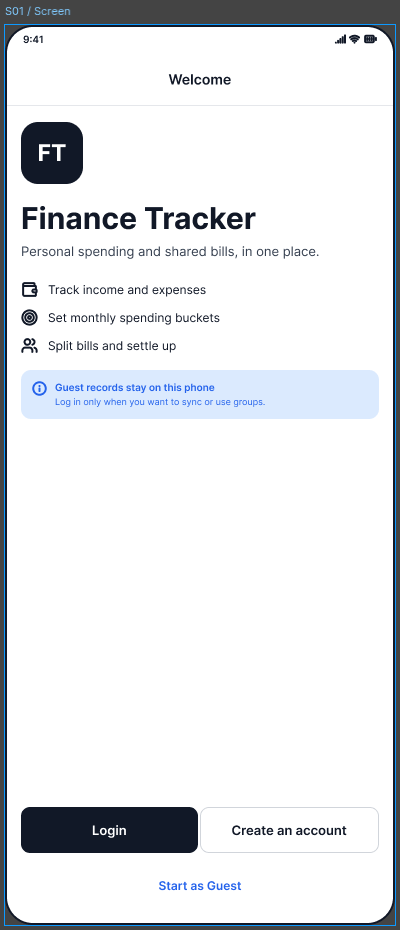 S01 / Screen
9:41
Welcome
FT
Finance Tracker
Personal spending and shared bills, in one place.
Track income and expenses
Set monthly spending buckets
Split bills and settle up
Guest records stay on this phone
Log in only when you want to sync or use groups.
Login
Create an account
Start as Guest